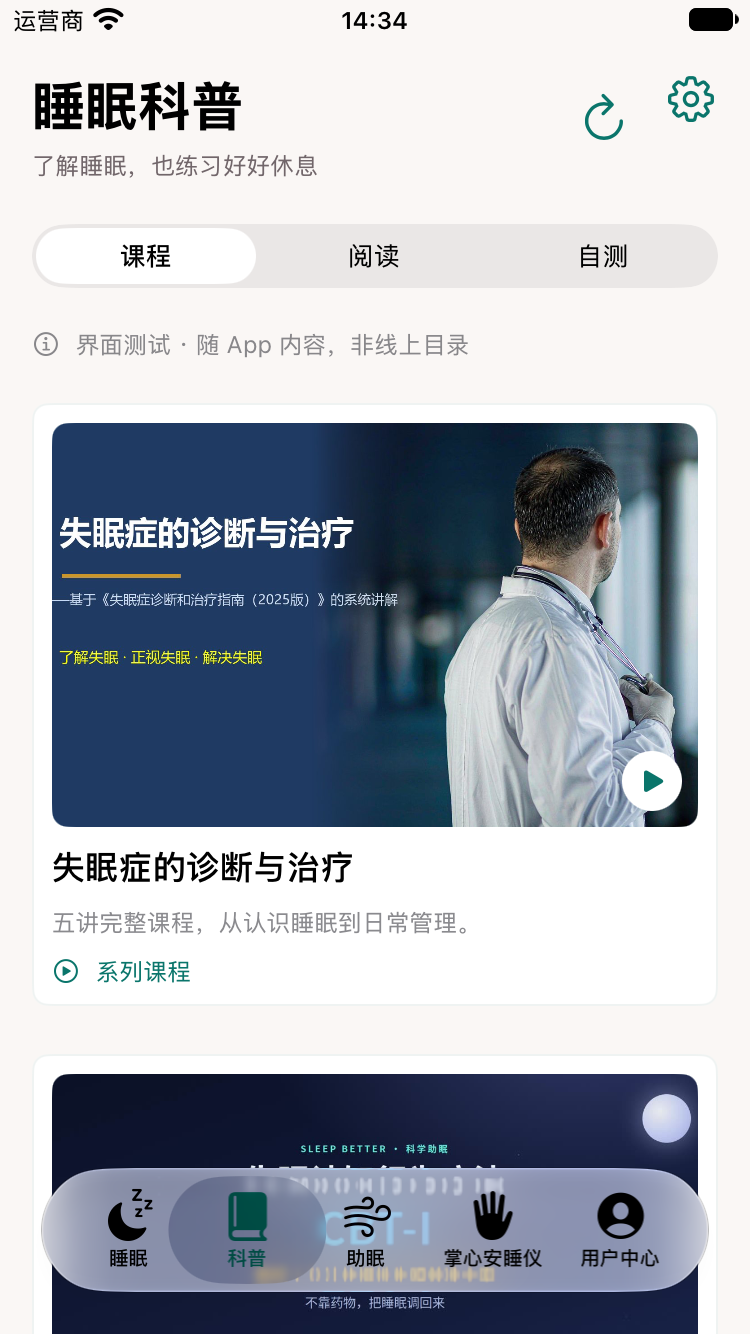 运营商
14:34
睡眠科普
了解睡眠，也练习好好休息
课程
阅读
自测
界面测试 · 随 App 内容，非线上目录
失眠症的诊断与治疗
—基于《失眠症诊断和治疗指南（2025版）》的系统讲解
了解失眠 · 正视失眠 · 解决失眠
失眠症的诊断与治疗
五讲完整课程，从认识睡眠到日常管理。
系列课程
SLEEP BETTER · 科学助眠
CBT-I
睡眠
科普
助眠
掌心安睡仪
用户中心
不靠药物，把睡眠调回来